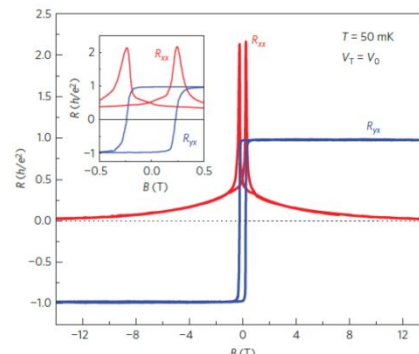 2.5
2.0
1.5
1.0
0.5
0.0
−0.5
−1.0
R (h/e²)
−12
−8
−4
0
4
8
12
B (T)
T = 50 mK
V_T = V_0
R_xx
R_yx
2
1
0
−1
R (h/e²)
−0.5
0.0
0.5
B (T)
R_xx
R_yx